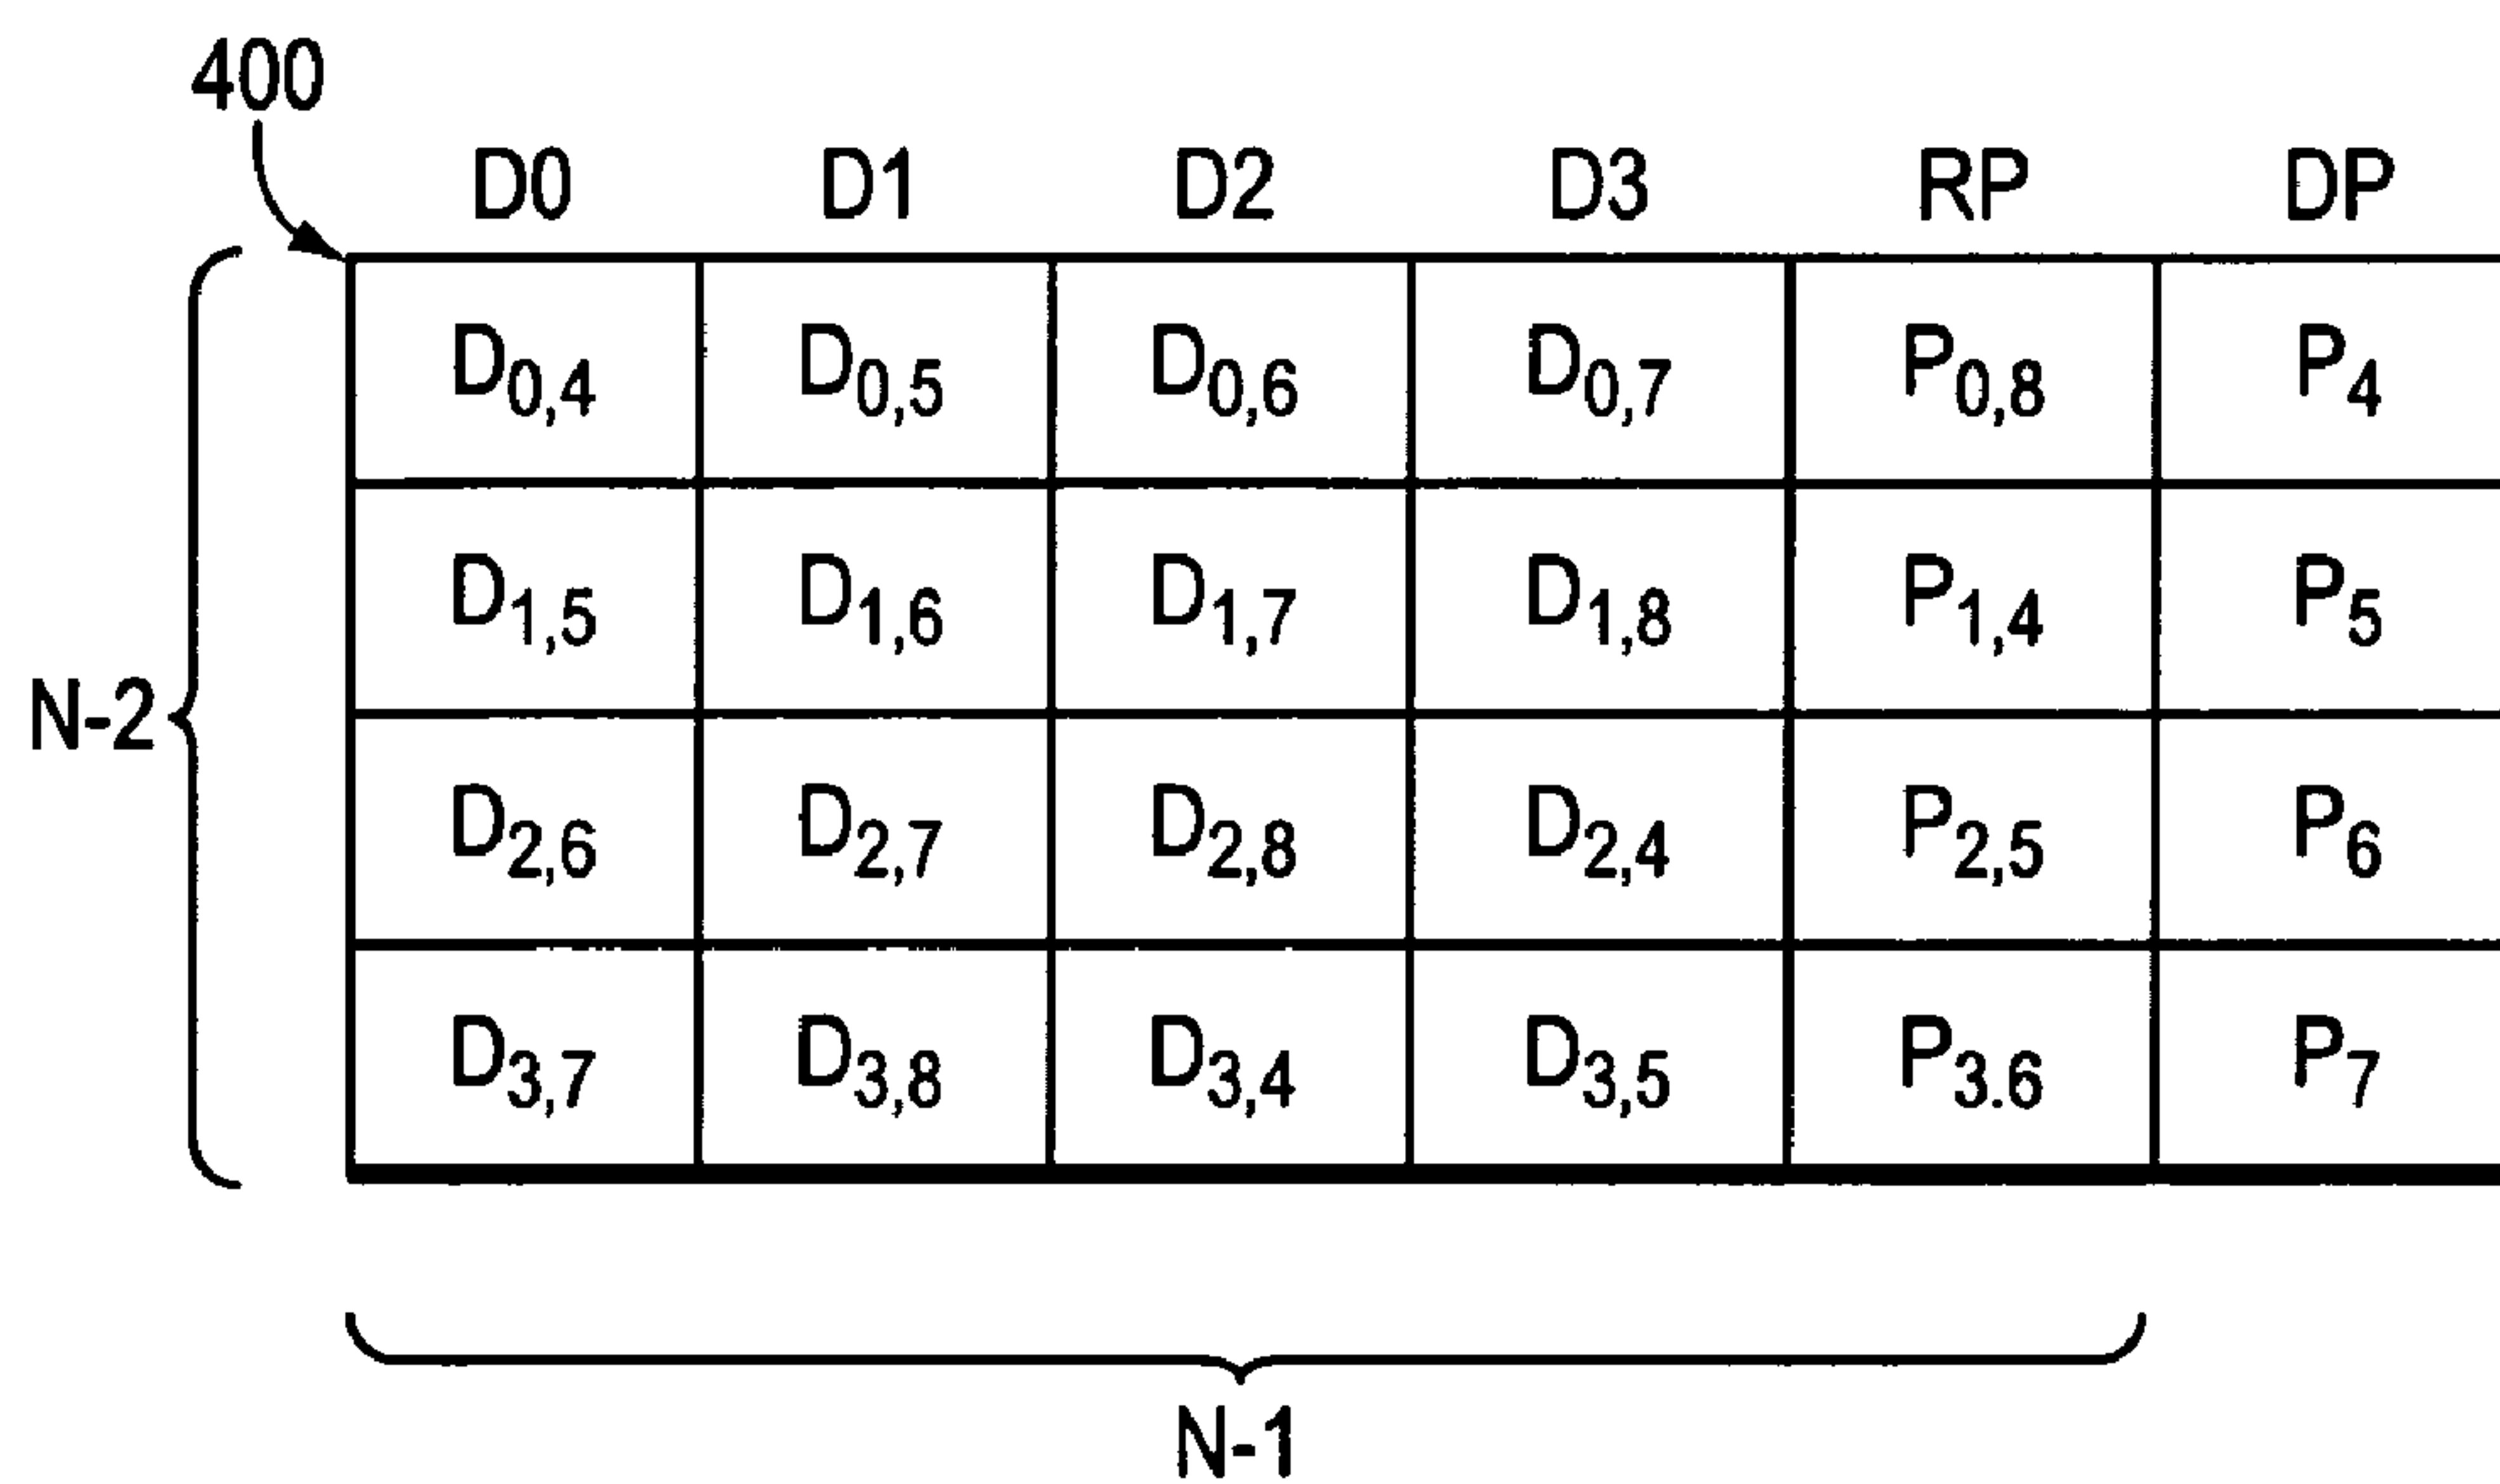 400
D0 D1 D2 D3 RP DP
D0,4 D0,5 D0,6 D0,7 P0,8 P4
D1,5 D1,6 D1,7 D1,8 P1,4 P5
N-2
D2,6 D2,7 D2,8 D2,4 P2,5 P6
D3,7 D3,8 D3,4 D3,5 P3.6 P7
N-1